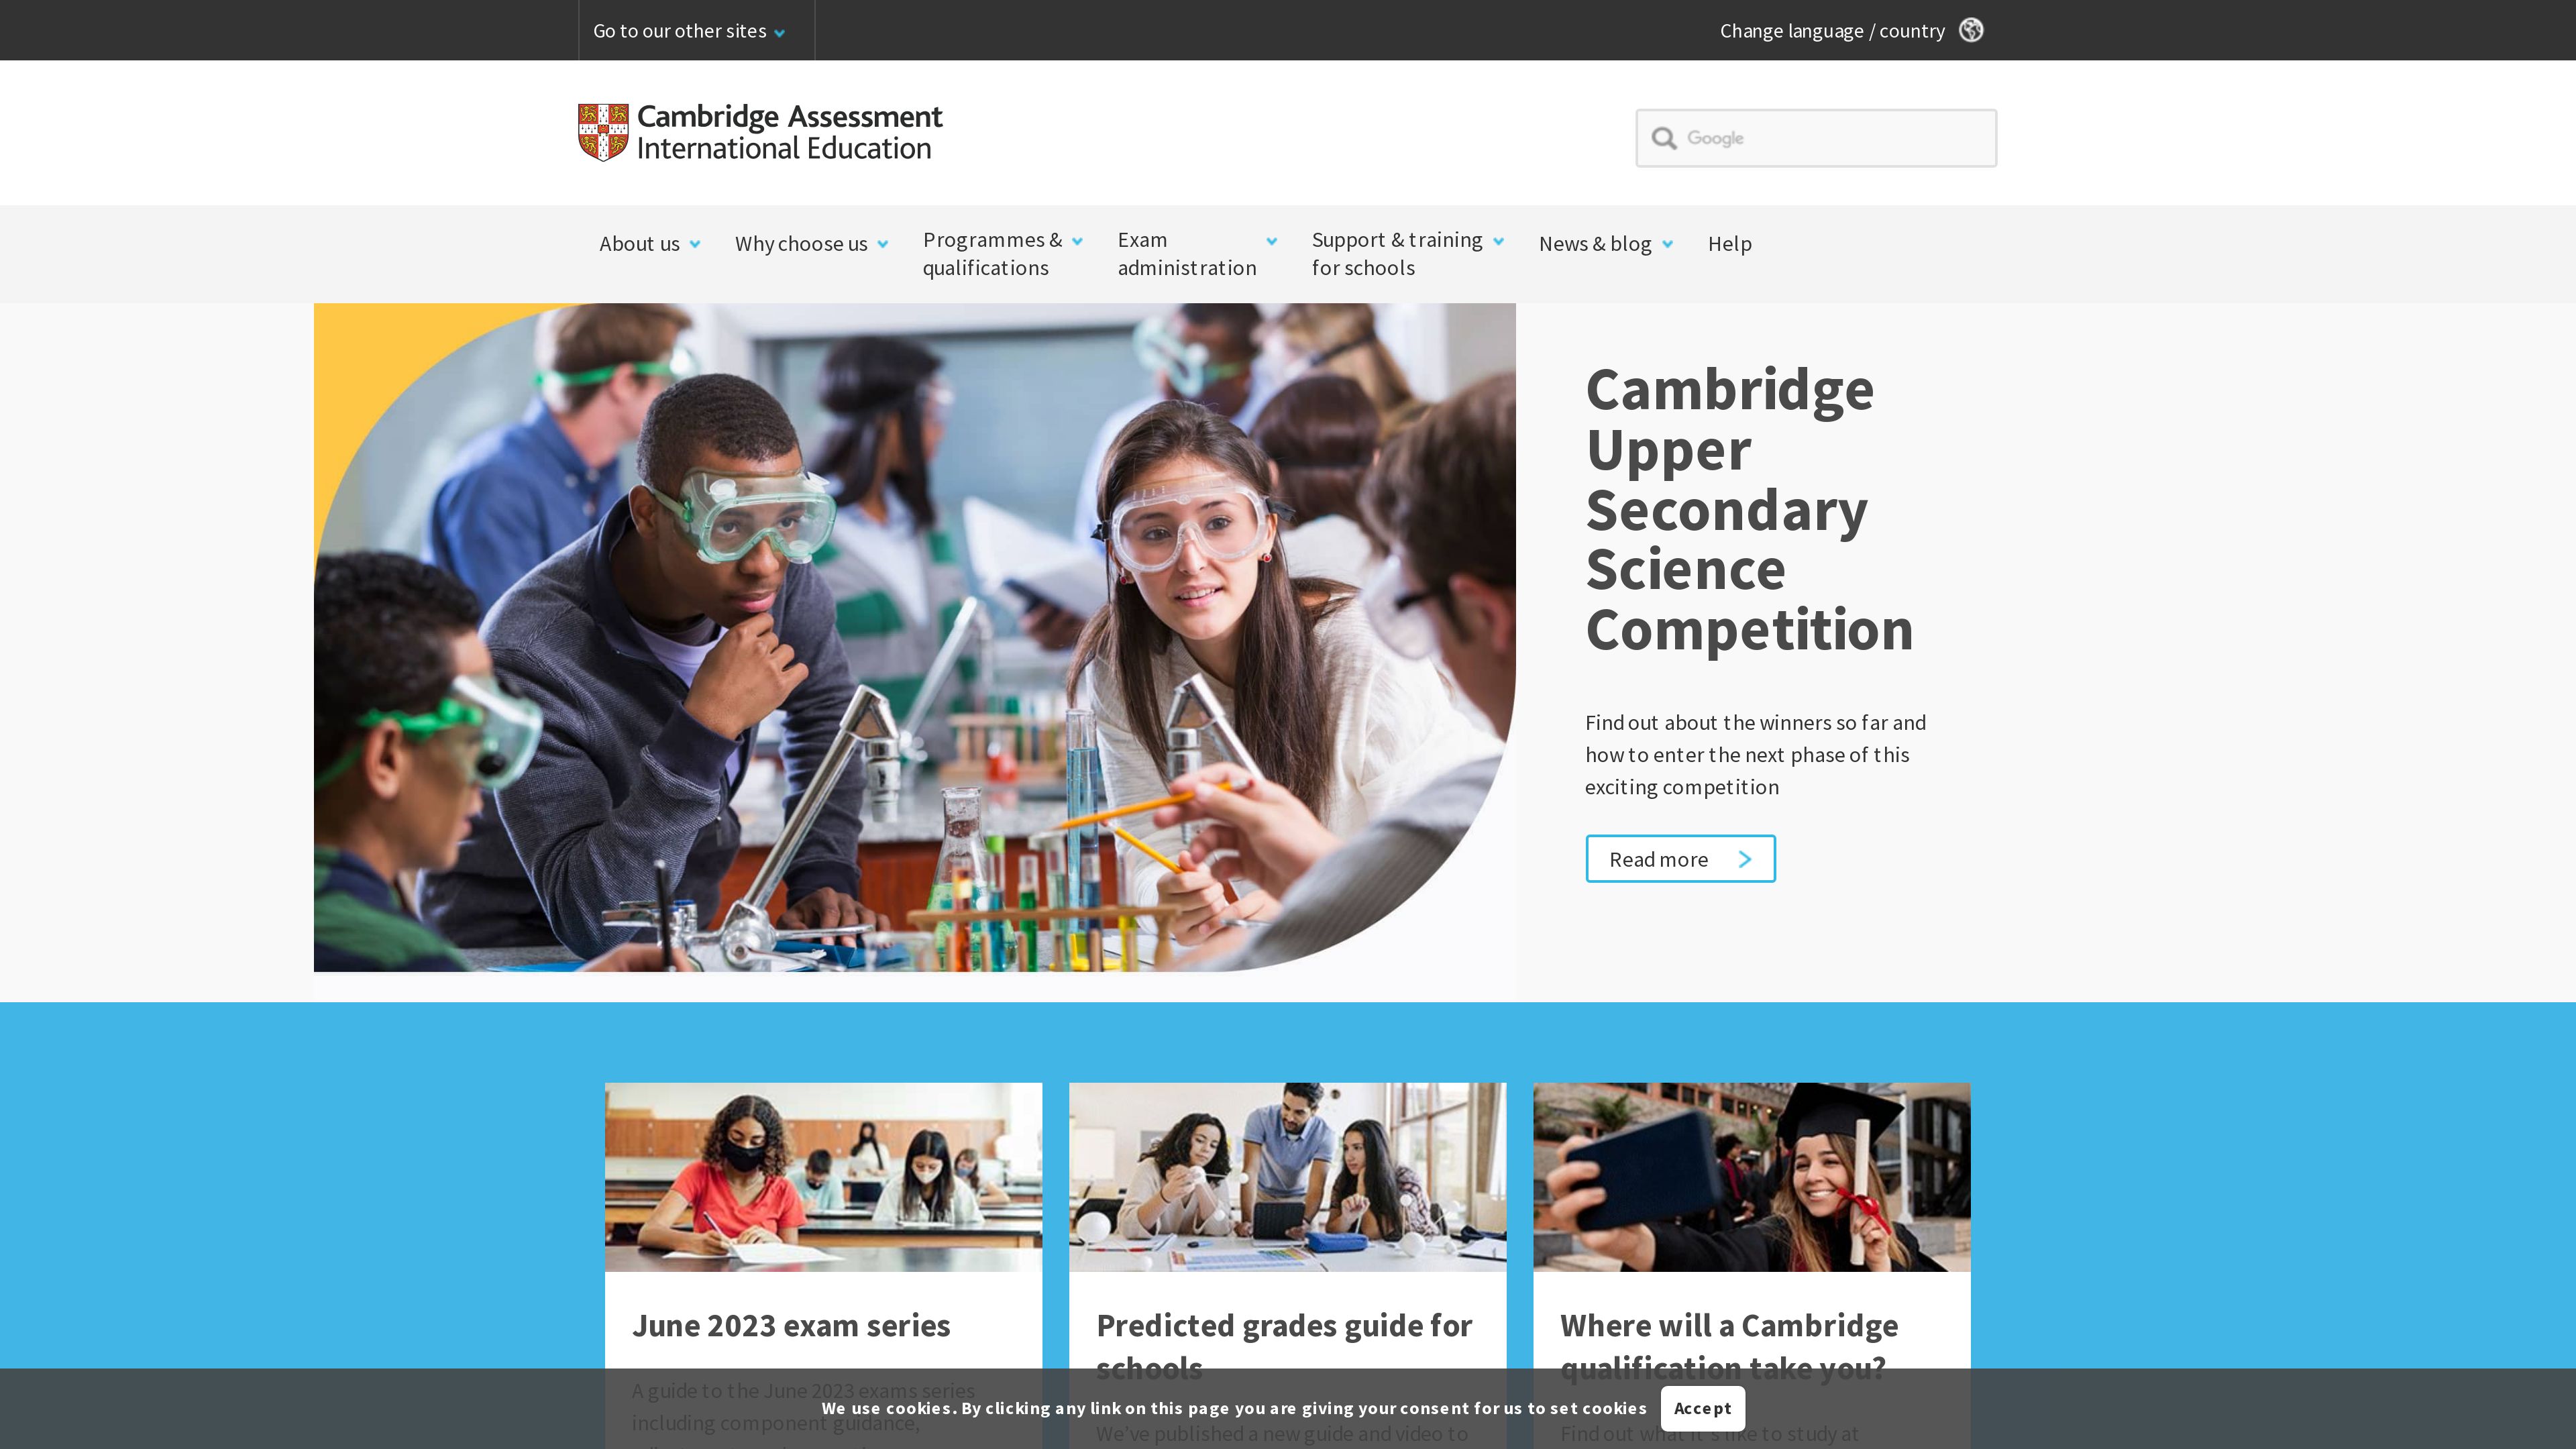 Go to our other sites
Change language / country
Cambridge Assessment
International Education
Google
About us
Why choose us
Programmes &
qualifications
Exam
administration
Support & training
for schools
News & blog
Help
Cambridge
Upper
Secondary
Science
Competition
Find out about the winners so far and
how to enter the next phase of this
exciting competition
Read more
June 2023 exam series
A guide to the June 2023 exams series
including component guidance,
Predicted grades guide for
schools
We've published a new guide and video to
Where will a Cambridge
qualification take you?
Find out what it's like to study at
We use cookies. By clicking any link on this page you are giving your consent for us to set cookies
Accept